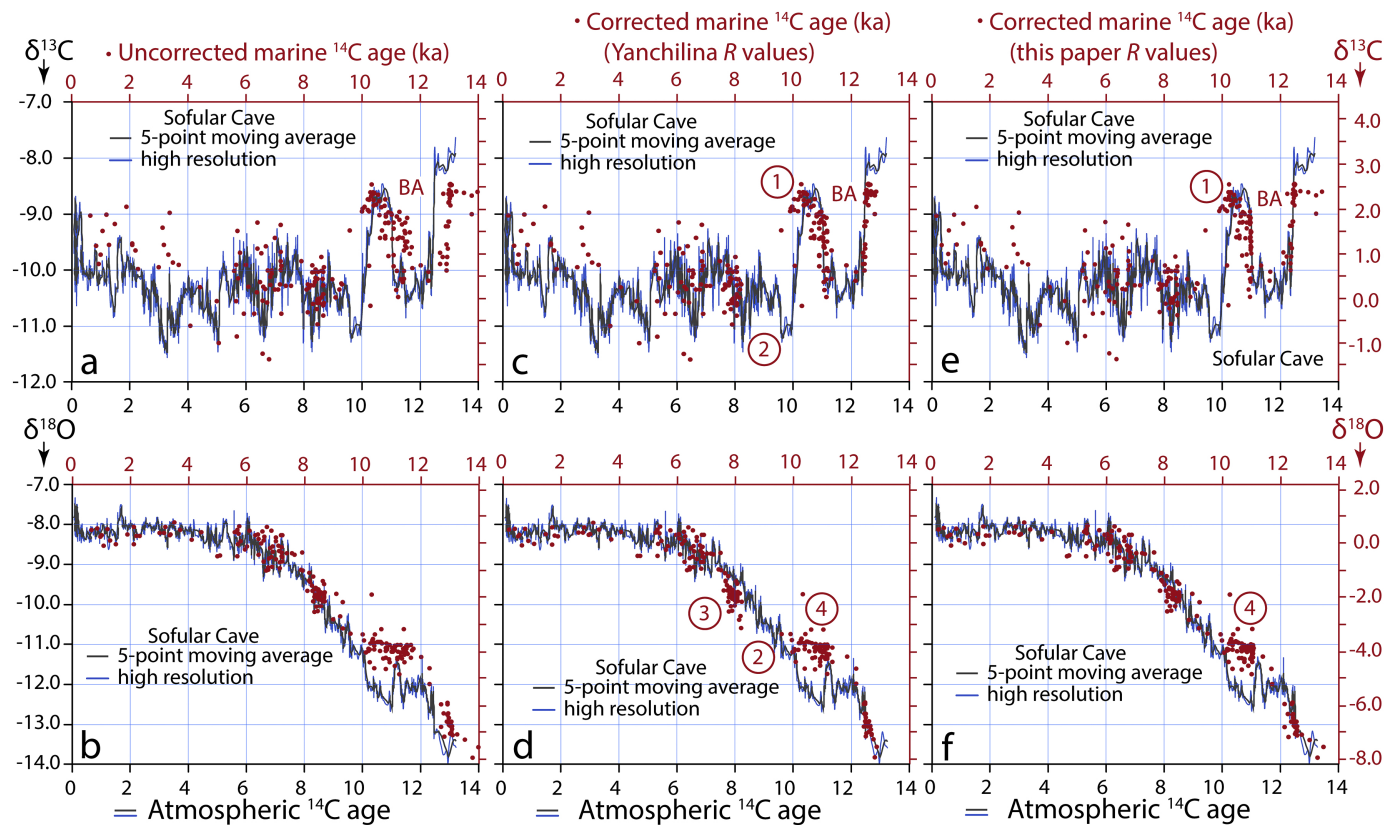 • Uncorrected marine ¹⁴C age (ka)
• Corrected marine ¹⁴C age (ka)
(Yanchilina R values)
• Corrected marine ¹⁴C age (ka)
(this paper R values)
δ¹³C
δ¹³C
0 2 4 6 8 10 12 14
0 2 4 6 8 10 12 14
0 2 4 6 8 10 12 14
-7.0
-8.0
-9.0
-10.0
-11.0
-12.0
Sofular Cave
5-point moving average
high resolution
BA
a
0 2 4 6 8 10 12 14
Sofular Cave
5-point moving average
high resolution
1
BA
2
c
0 2 4 6 8 10 12 14
Sofular Cave
5-point moving average
high resolution
1
BA
e
Sofular Cave
0 2 4 6 8 10 12 14
4.0
3.0
2.0
1.0
0.0
-1.0
δ¹⁸O
δ¹⁸O
0 2 4 6 8 10 12 14
0 2 4 6 8 10 12 14
0 2 4 6 8 10 12 14
-7.0
-8.0
-9.0
-10.0
-11.0
-12.0
-13.0
-14.0
Sofular Cave
5-point moving average
high resolution
b
0 2 4 6 8 10 12 14
Atmospheric ¹⁴C age
3
4
2
Sofular Cave
5-point moving average
high resolution
d
0 2 4 6 8 10 12 14
Atmospheric ¹⁴C age
4
Sofular Cave
5-point moving average
high resolution
f
0 2 4 6 8 10 12 14
Atmospheric ¹⁴C age
2.0
0.0
-2.0
-4.0
-6.0
-8.0